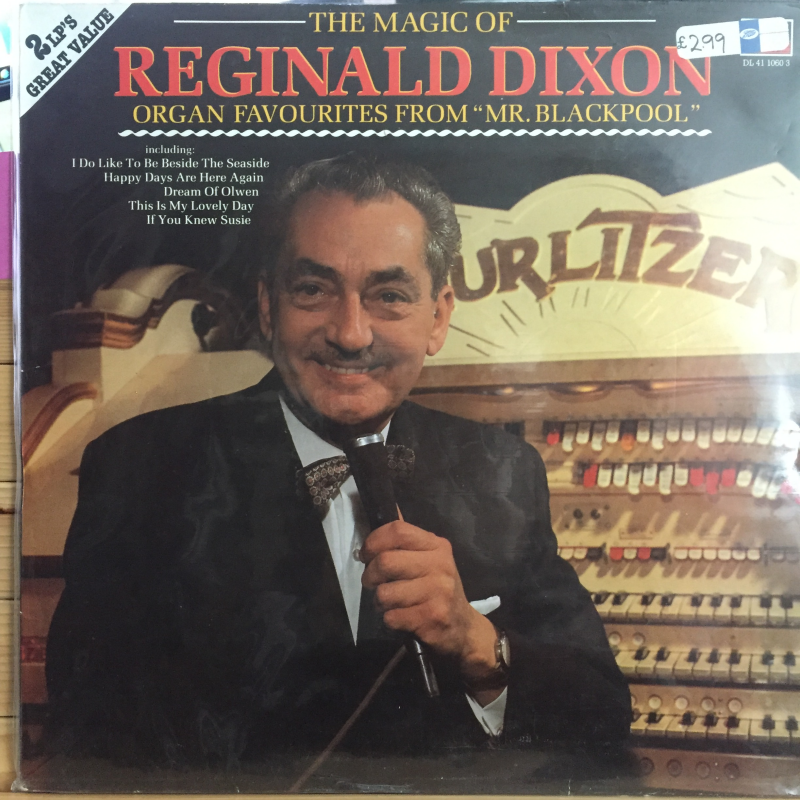 2 LP'S
GREAT VALUE
THE MAGIC OF
REGINALD DIXON
ORGAN FAVOURITES FROM "MR. BLACKPOOL"
£2.99
DL 41 1060 3
including:
I Do Like To Be Beside The Seaside
Happy Days Are Here Again
Dream Of Olwen
This Is My Lovely Day
If You Knew Susie
URLITZER